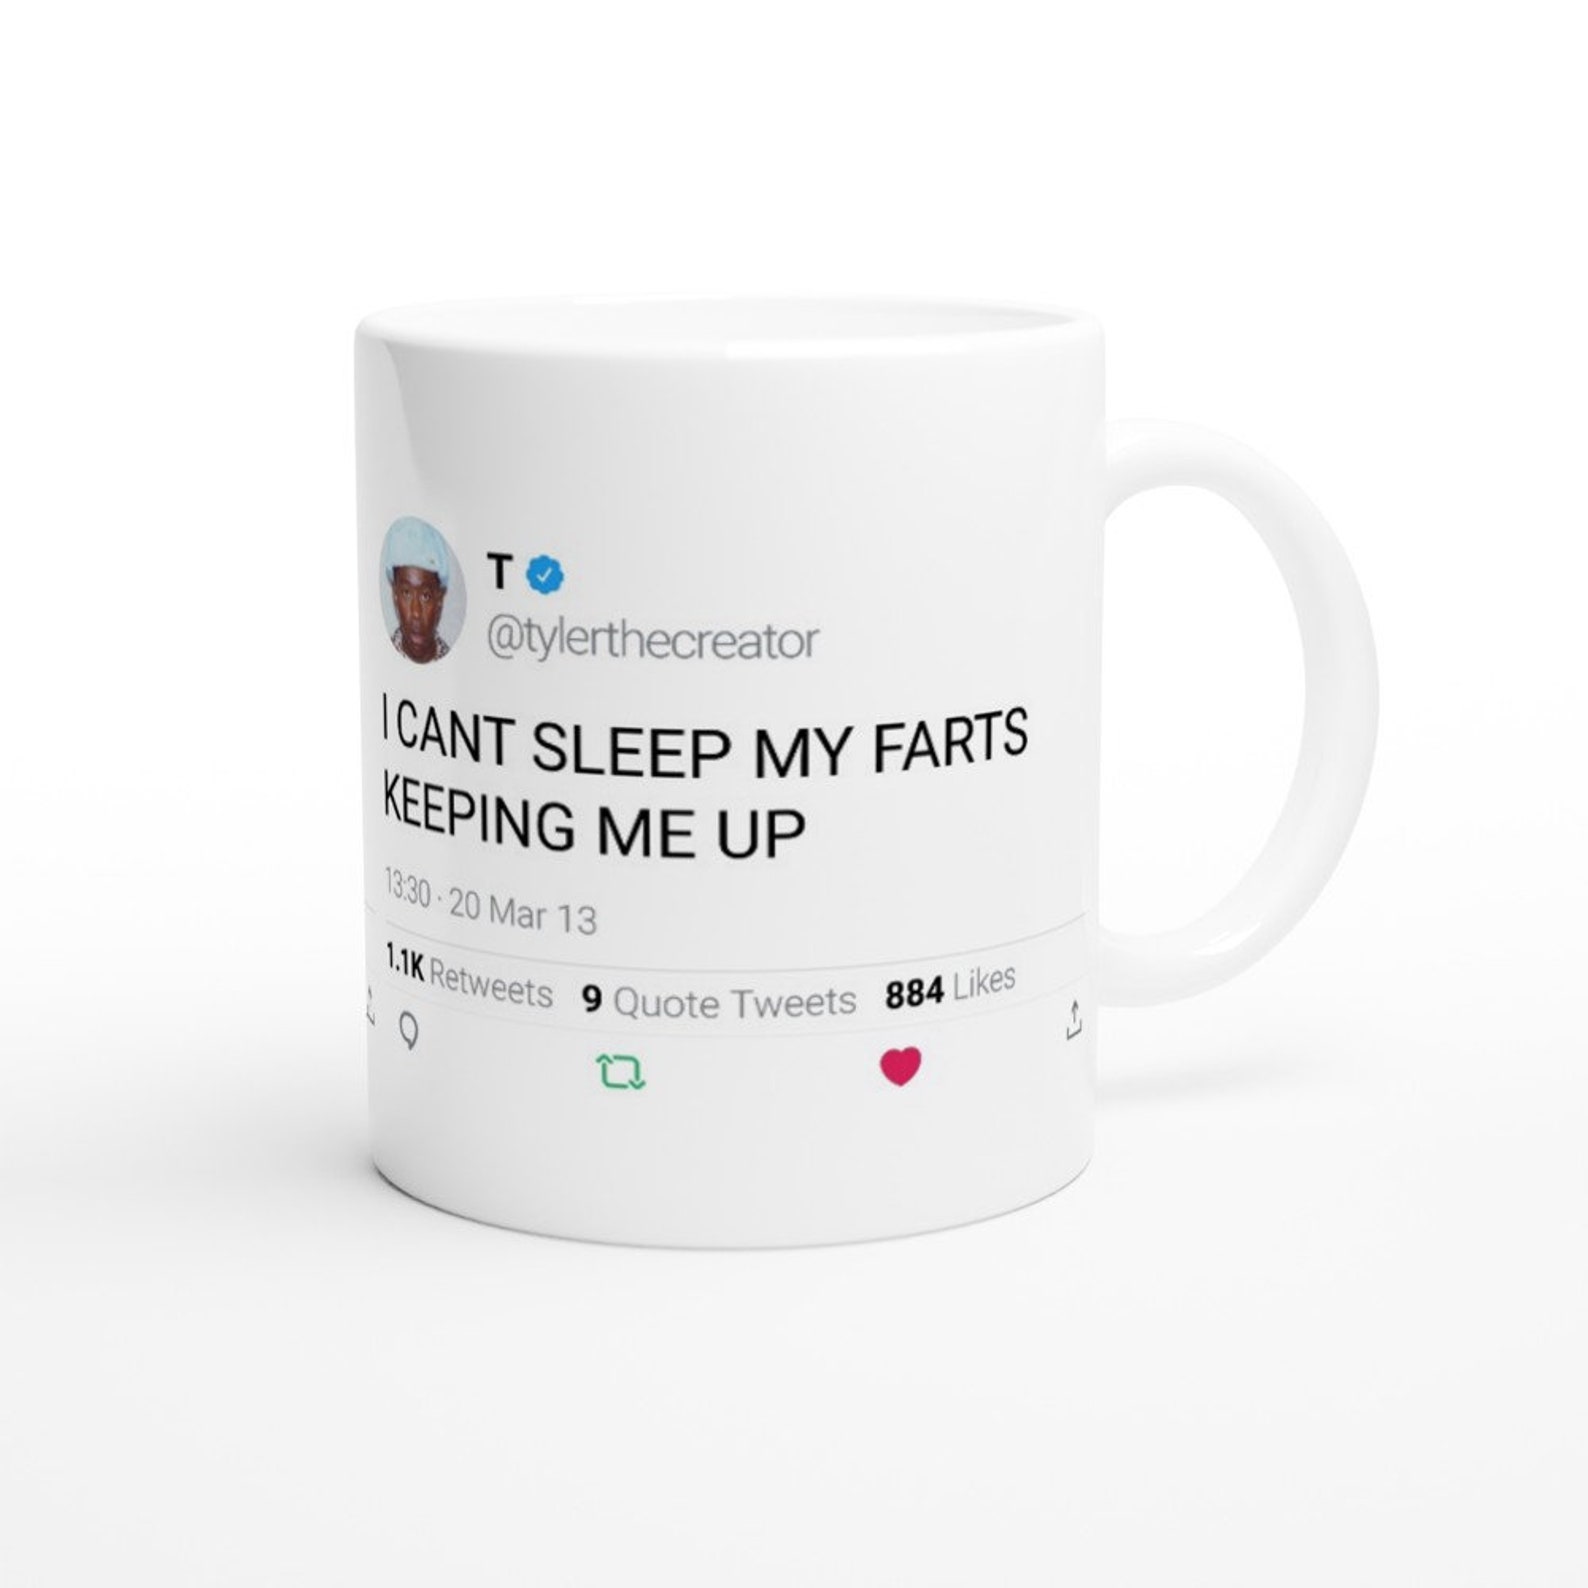 T
@tylerthecreator
I CANT SLEEP MY FARTS
KEEPING ME UP
13:30 · 20 Mar 13
1.1K Retweets 9 Quote Tweets 884 Likes